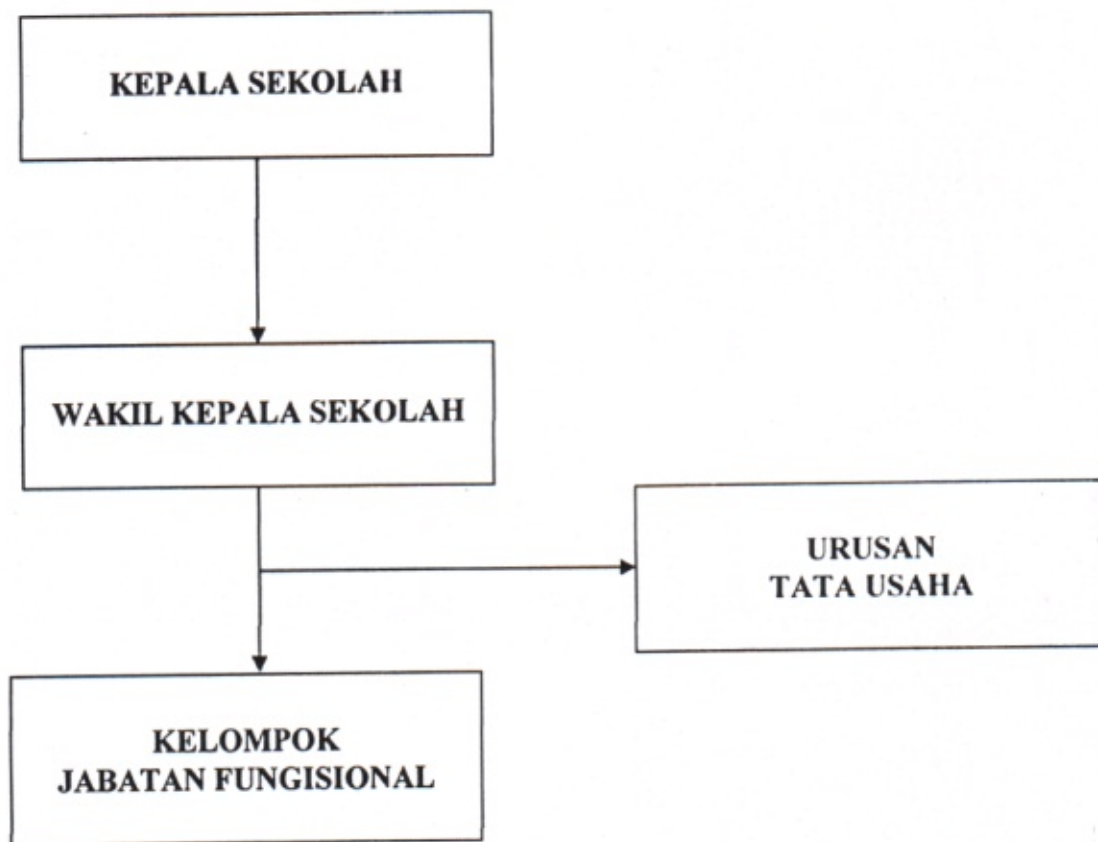 KEPALA SEKOLAH
WAKIL KEPALA SEKOLAH
URUSAN
TATA USAHA
KELOMPOK
JABATAN FUNGISIONAL